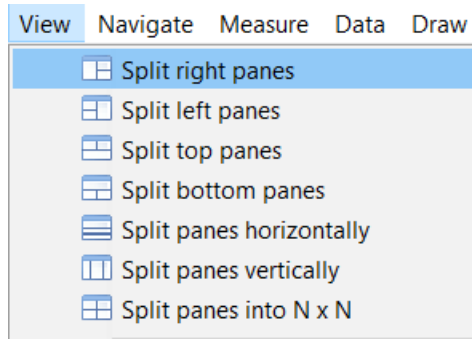 View Navigate Measure Data Draw
Split right panes
Split left panes
Split top panes
Split bottom panes
Split panes horizontally
Split panes vertically
Split panes into N x N